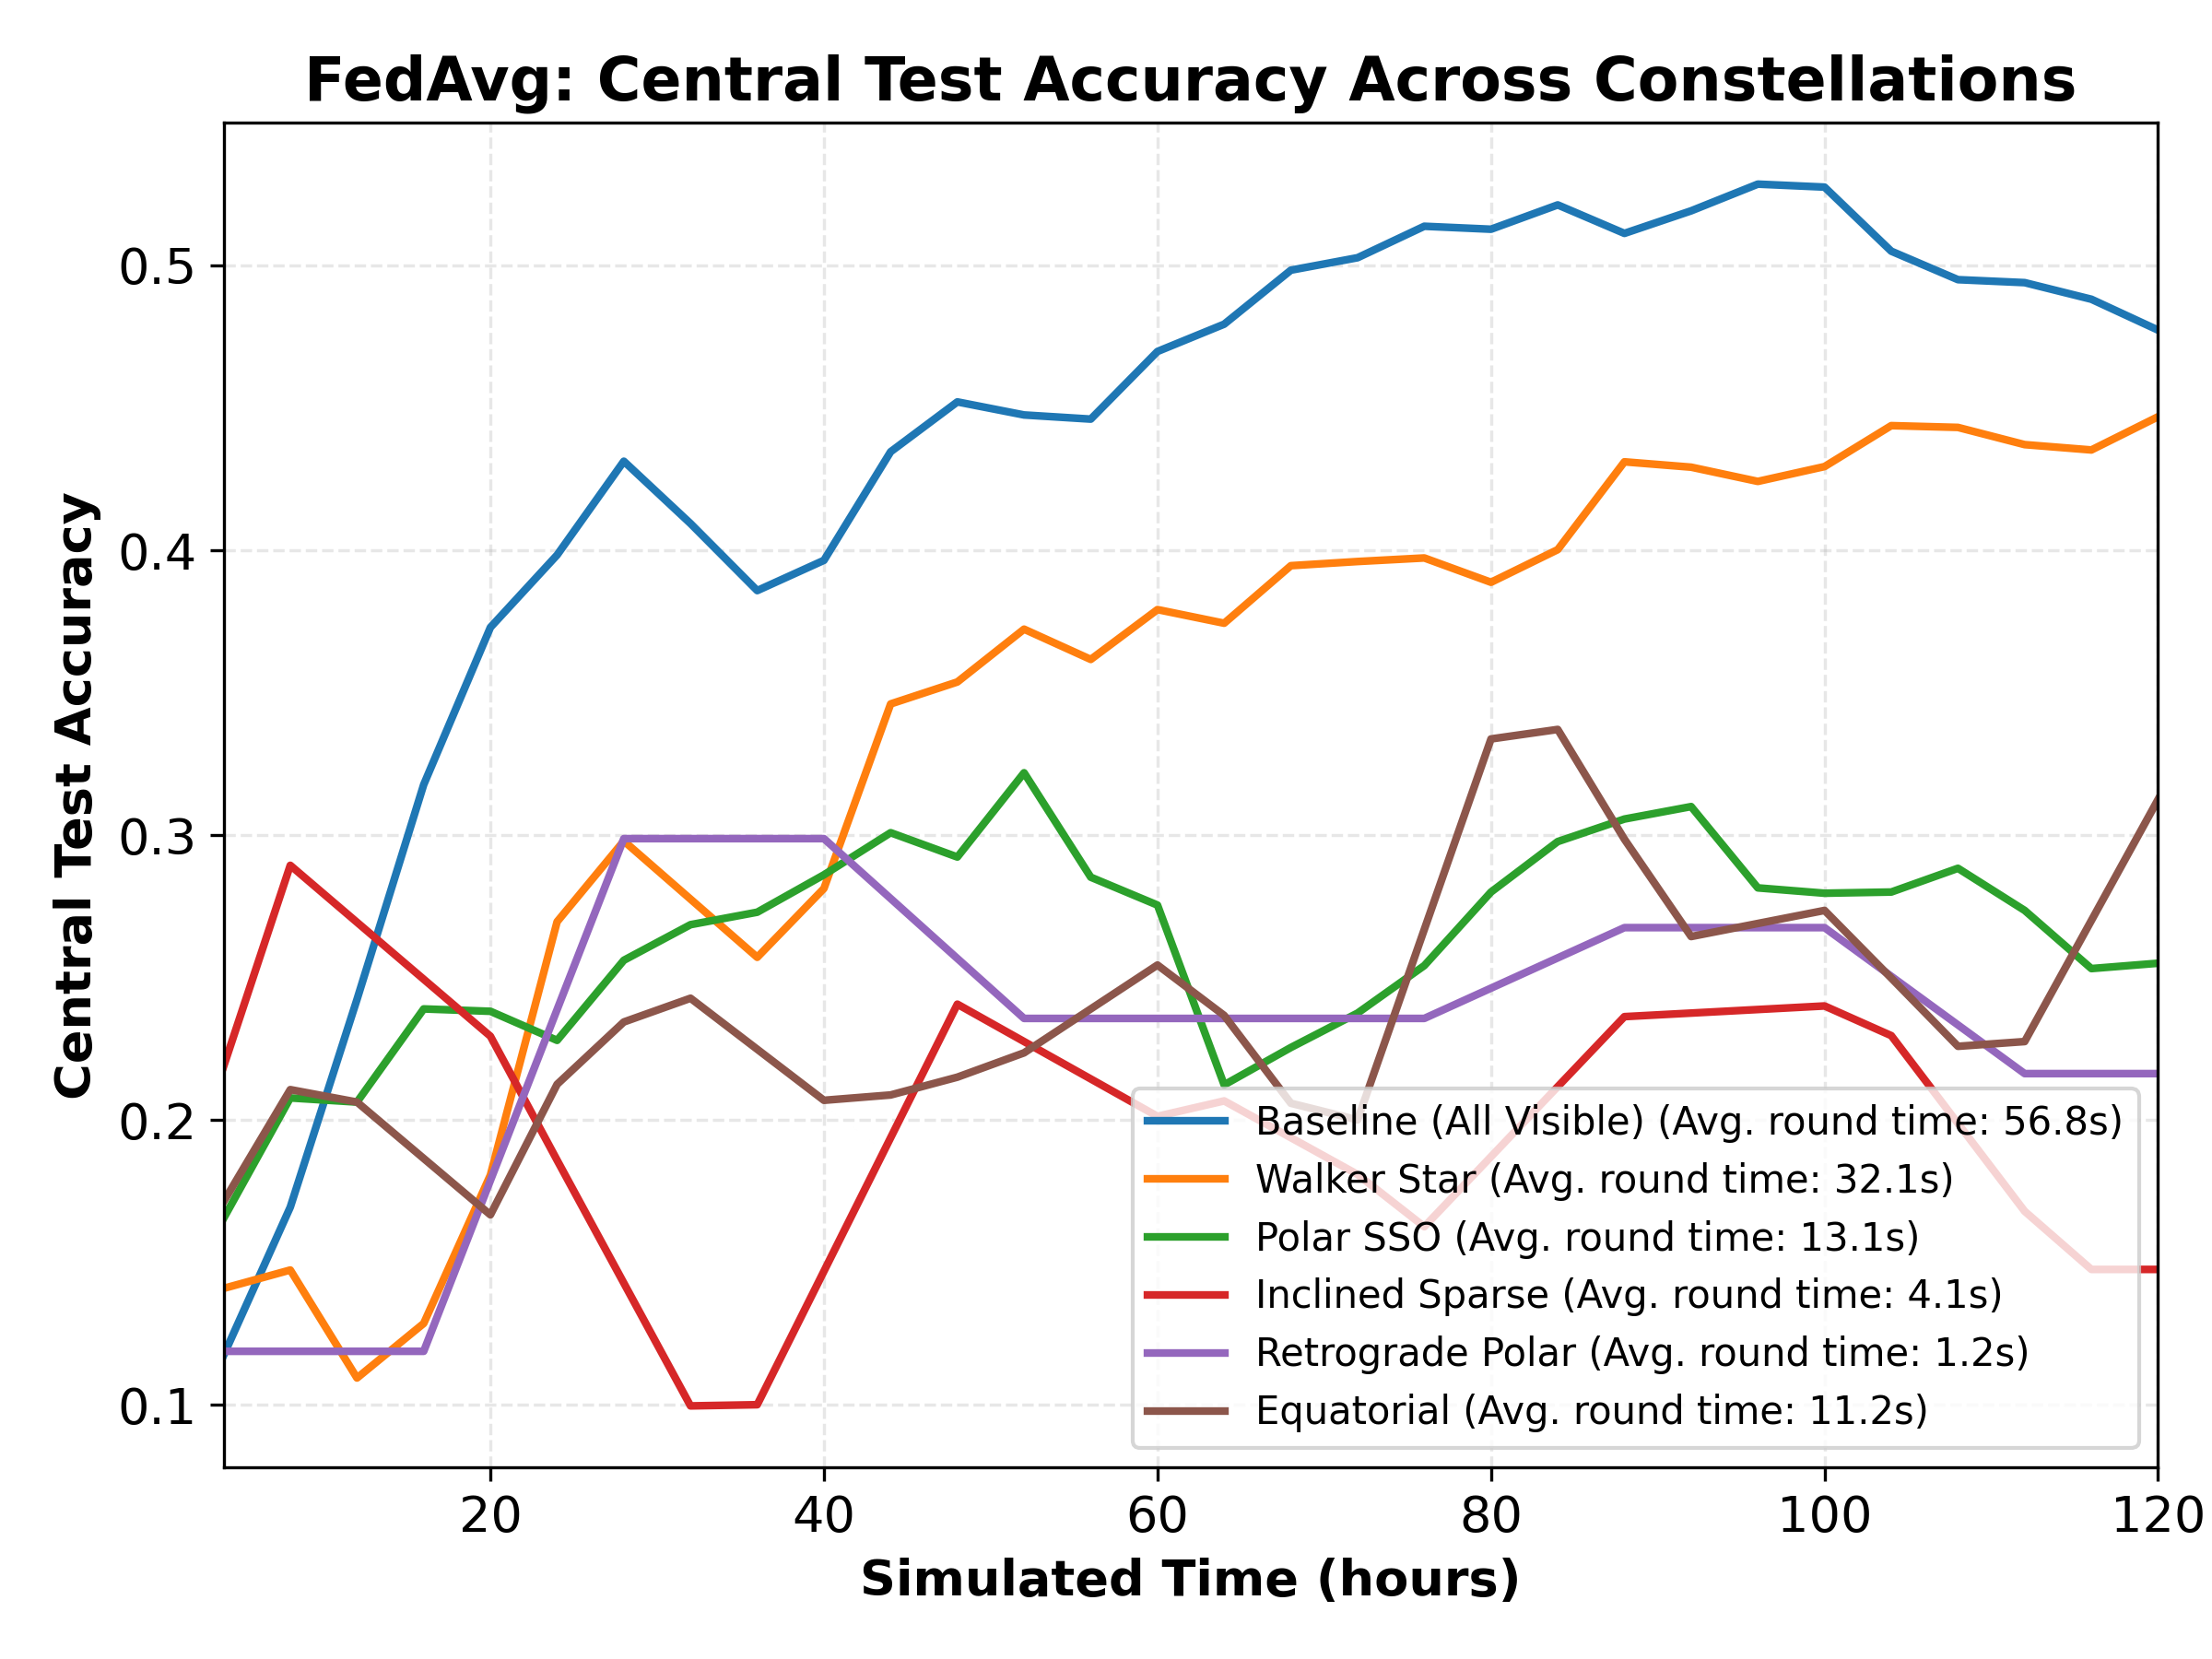 FedAvg: Central Test Accuracy Across Constellations
Central Test Accuracy
0.5
0.4
0.3
0.2
0.1
Baseline (All Visible) (Avg. round time: 56.8s)
Walker Star (Avg. round time: 32.1s)
Polar SSO (Avg. round time: 13.1s)
Inclined Sparse (Avg. round time: 4.1s)
Retrograde Polar (Avg. round time: 1.2s)
Equatorial (Avg. round time: 11.2s)
20 40 60 80 100 120
Simulated Time (hours)